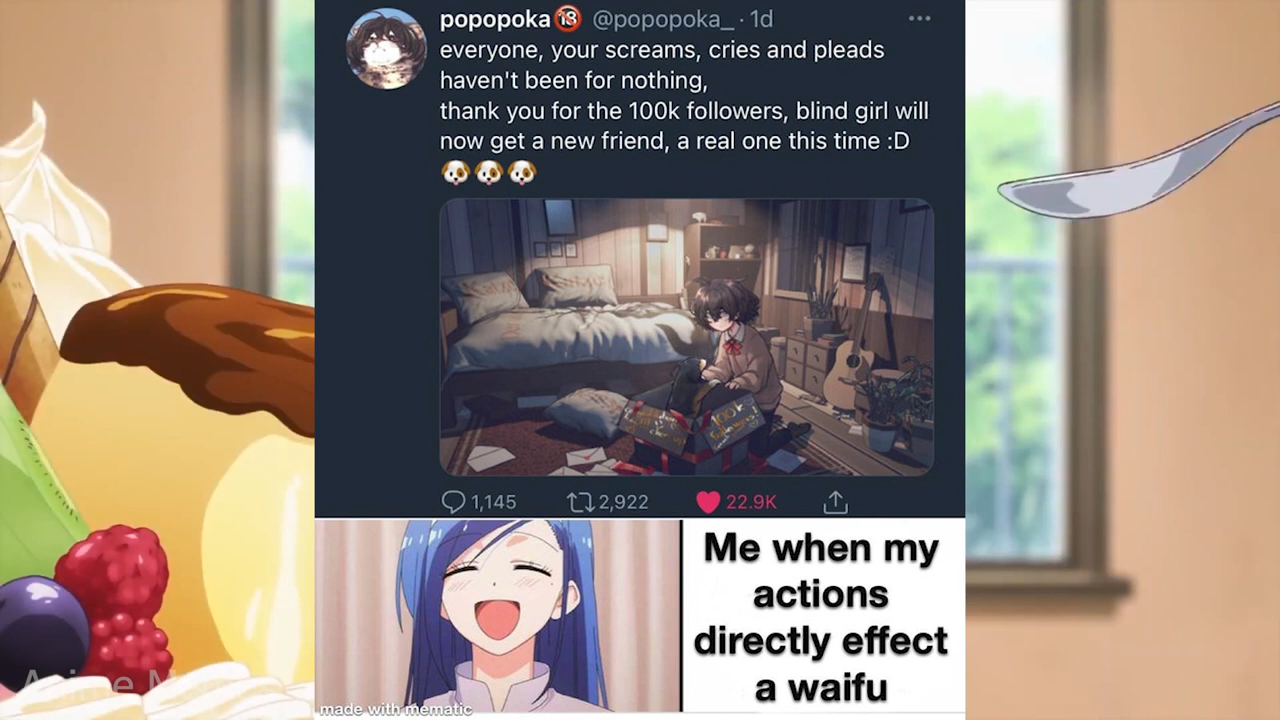 popopoka🔞 @popopoka_ · 1d
everyone, your screams, cries and pleads
haven't been for nothing,
thank you for the 100k followers, blind girl will
now get a new friend, a real one this time :D
🐶🐶🐶
1,145 2,922 22.9K
Me when my
actions
directly effect
a waifu
made with mematic